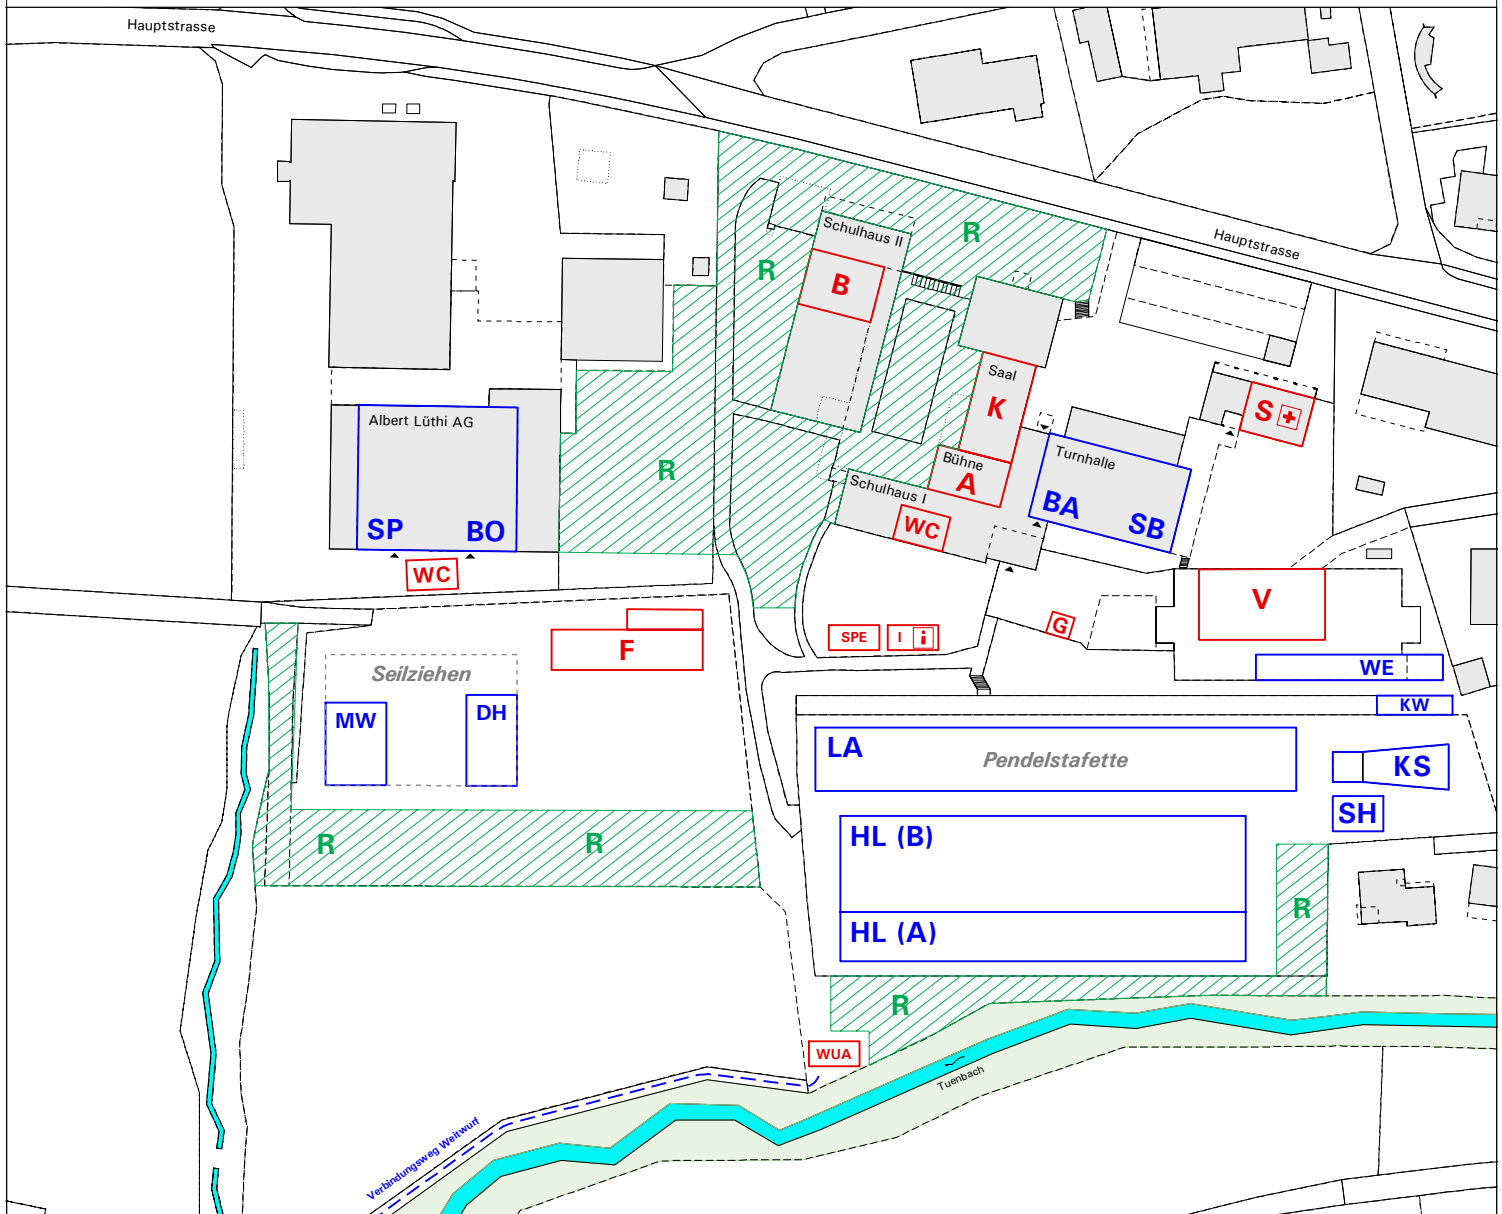 Hauptstrasse
Schulhaus II
R
Hauptstrasse
R
B
Saal
K
S
Albert Lüthi AG
Bühne
Turnhalle
R
A
Schulhaus I
BA
SB
WC
SP
BO
WC
V
G
SPE
I i
F
WE
Seilziehen
KW
MW
DH
LA
Pendelstafette
KS
SH
HL (B)
R
R
R
HL (A)
R
WUA
Tuenbach
Verbindungsweg Weitwurf